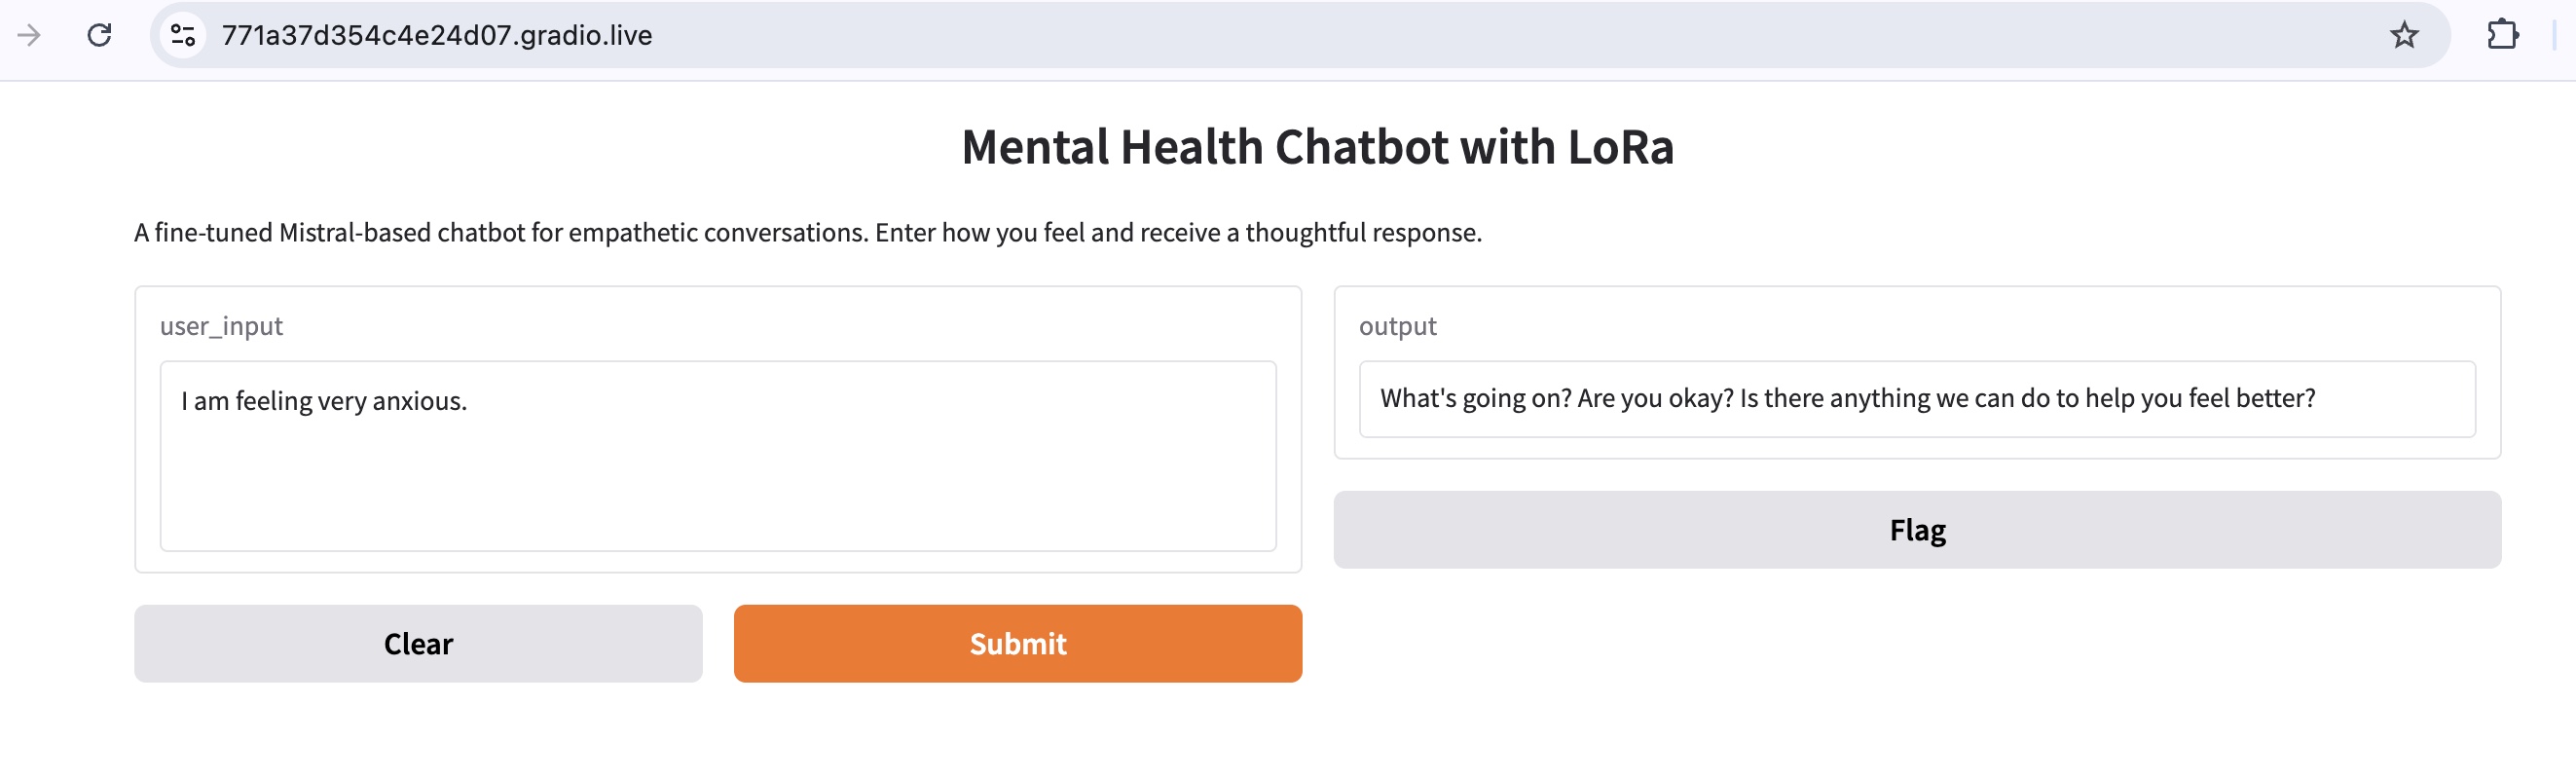 771a37d354c4e24d07.gradio.live
Mental Health Chatbot with LoRa
A fine-tuned Mistral-based chatbot for empathetic conversations. Enter how you feel and receive a thoughtful response.
user_input
I am feeling very anxious.
output
What's going on? Are you okay? Is there anything we can do to help you feel better?
Flag
Clear
Submit